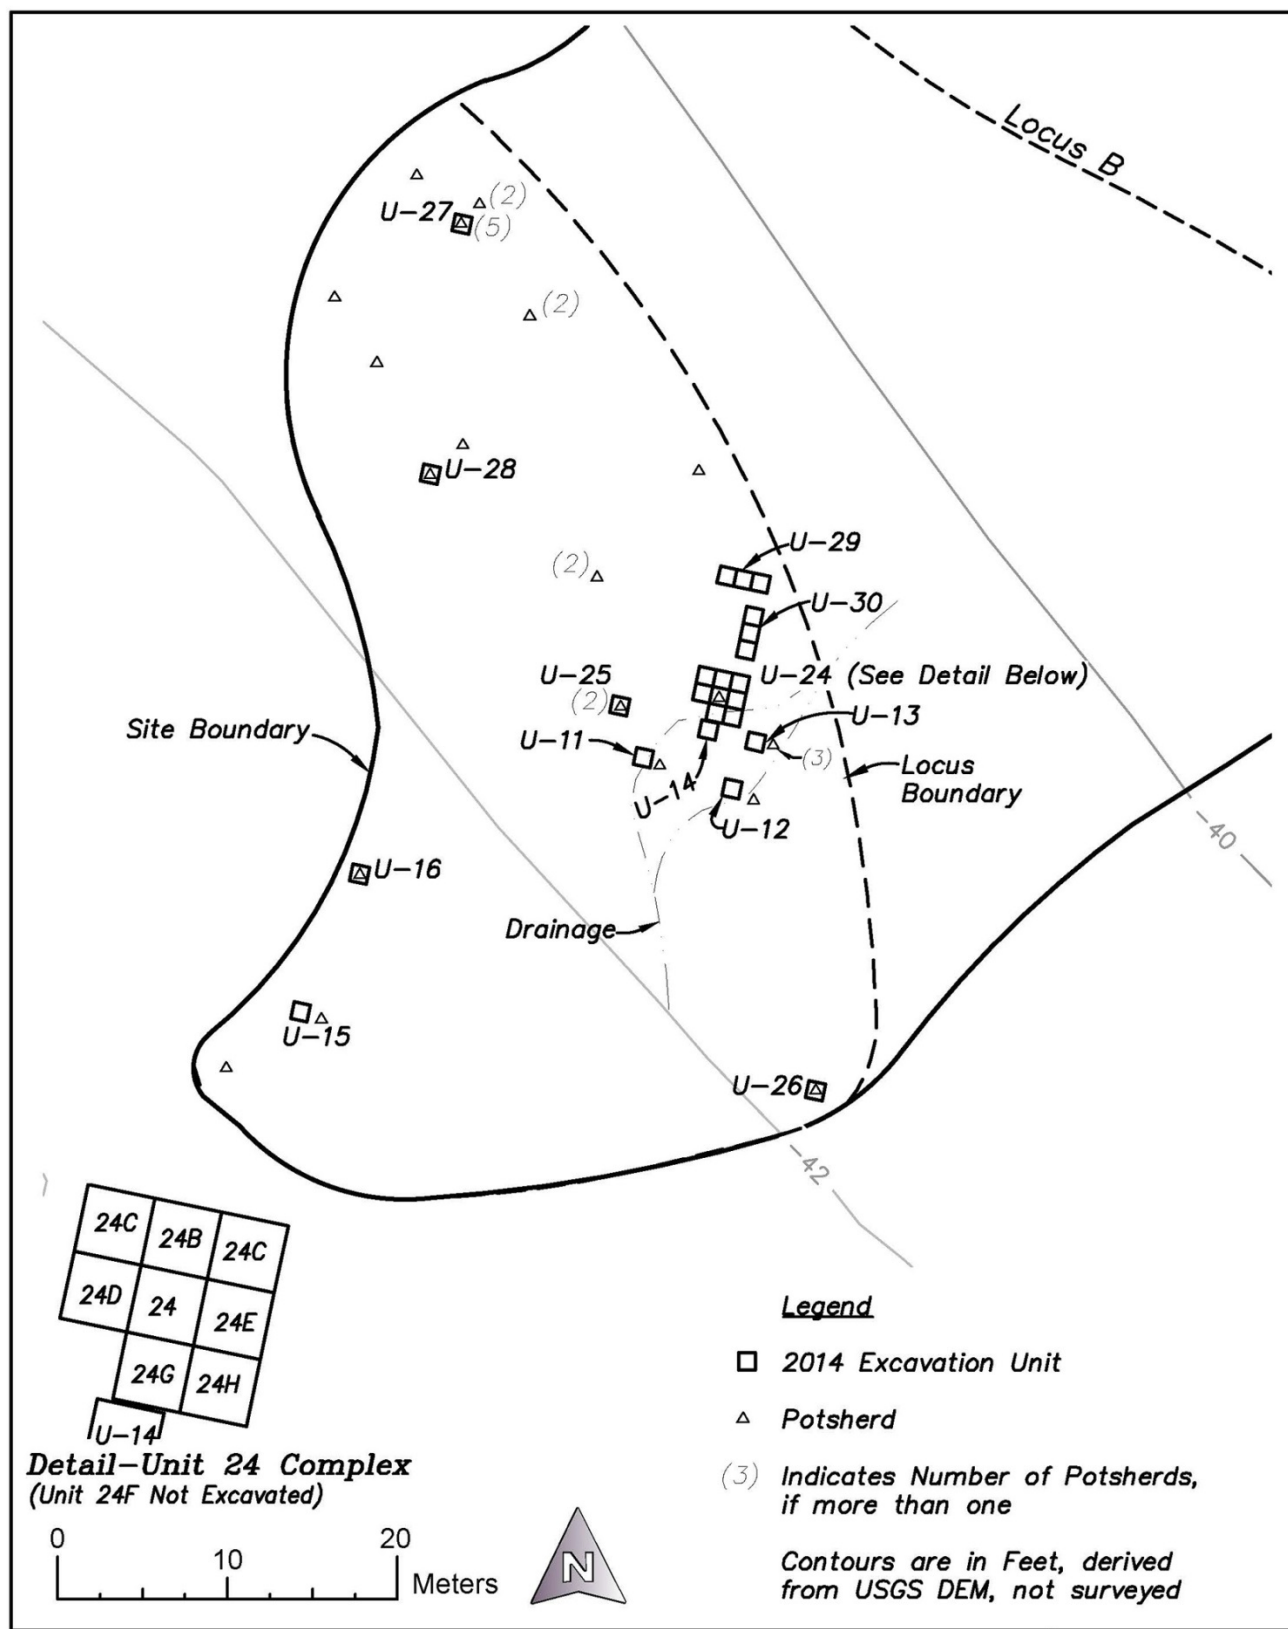 Locus B
(2)
U-27
(5)
(2)
U-28
U-29
(2)
U-30
U-25
U-24 (See Detail Below)
(2)
U-13
Site Boundary
U-11
(3)
Locus
Boundary
U-14
U-12
40
U-16
Drainage
U-15
U-26
42
24C
24B
24C
24D
24
24E
24G
24H
U-14
Detail-Unit 24 Complex
(Unit 24F Not Excavated)
0
10
20
Meters
N
Legend
2014 Excavation Unit
Potsherd
(3) Indicates Number of Potsherds,
if more than one
Contours are in Feet, derived
from USGS DEM, not surveyed